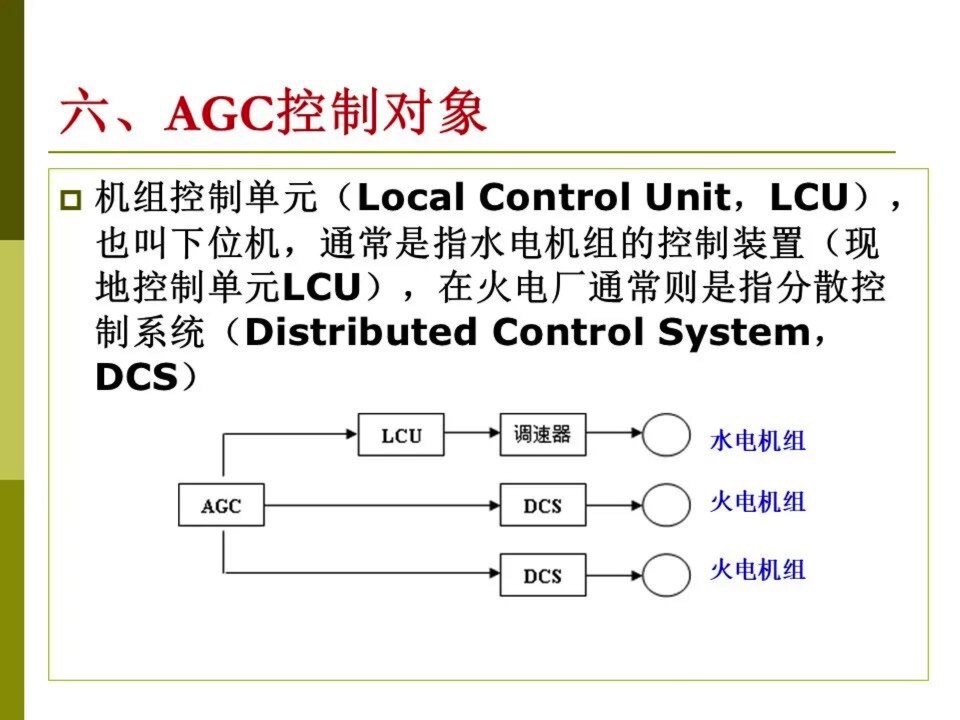 六、AGC控制对象
机组控制单元（Local Control Unit，LCU），
也叫下位机，通常是指水电机组的控制装置（现
地控制单元LCU），在火电厂通常则是指分散控
制系统（Distributed Control System，
DCS）
LCU
调速器
水电机组
AGC
DCS
火电机组
DCS
火电机组